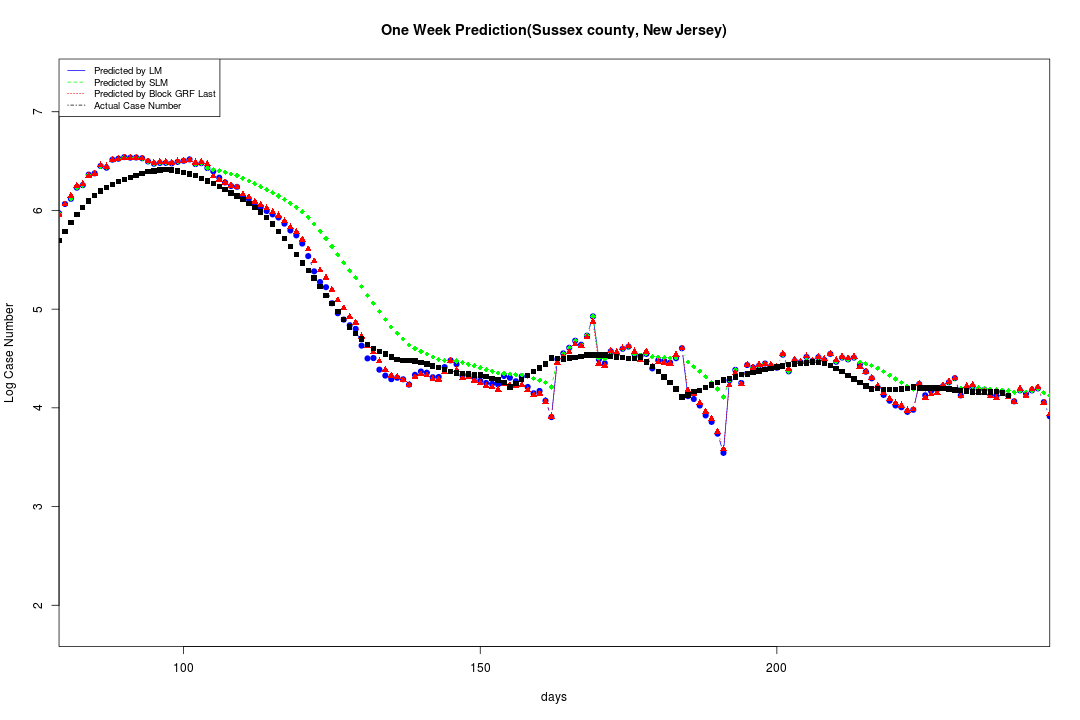 One Week Prediction(Sussex county, New Jersey)
Predicted by LM
Predicted by SLM
Predicted by Block GRF Last
Actual Case Number
7
6
5
4
3
2
Log Case Number
100
150
200
days